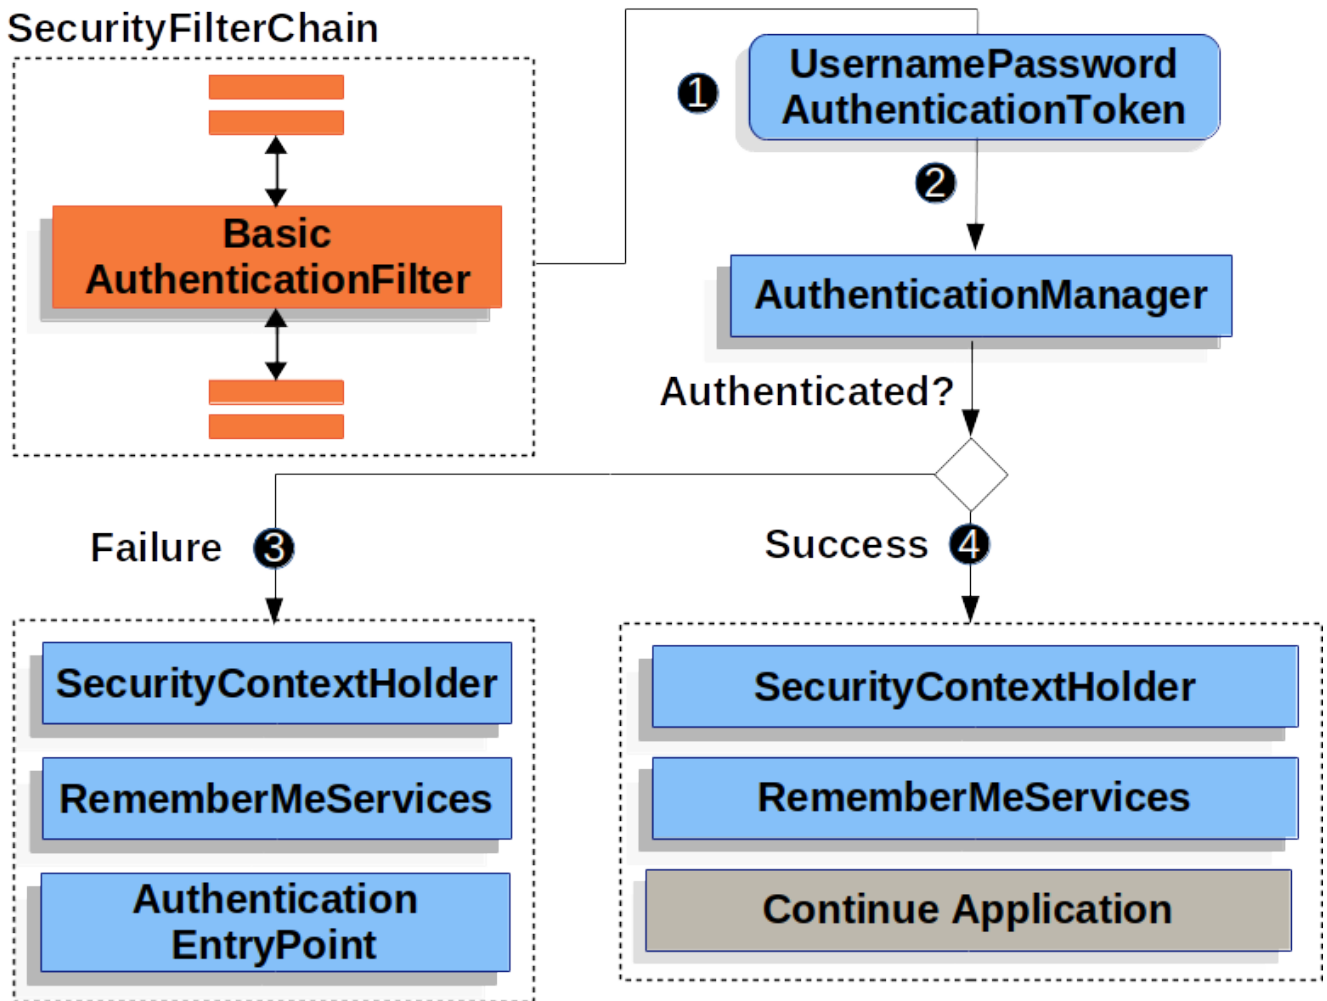 SecurityFilterChain
Basic
AuthenticationFilter
1
UsernamePassword
AuthenticationToken
2
AuthenticationManager
Authenticated?
Failure 3
Success 4
SecurityContextHolder
RememberMeServices
Authentication
EntryPoint
SecurityContextHolder
RememberMeServices
Continue Application